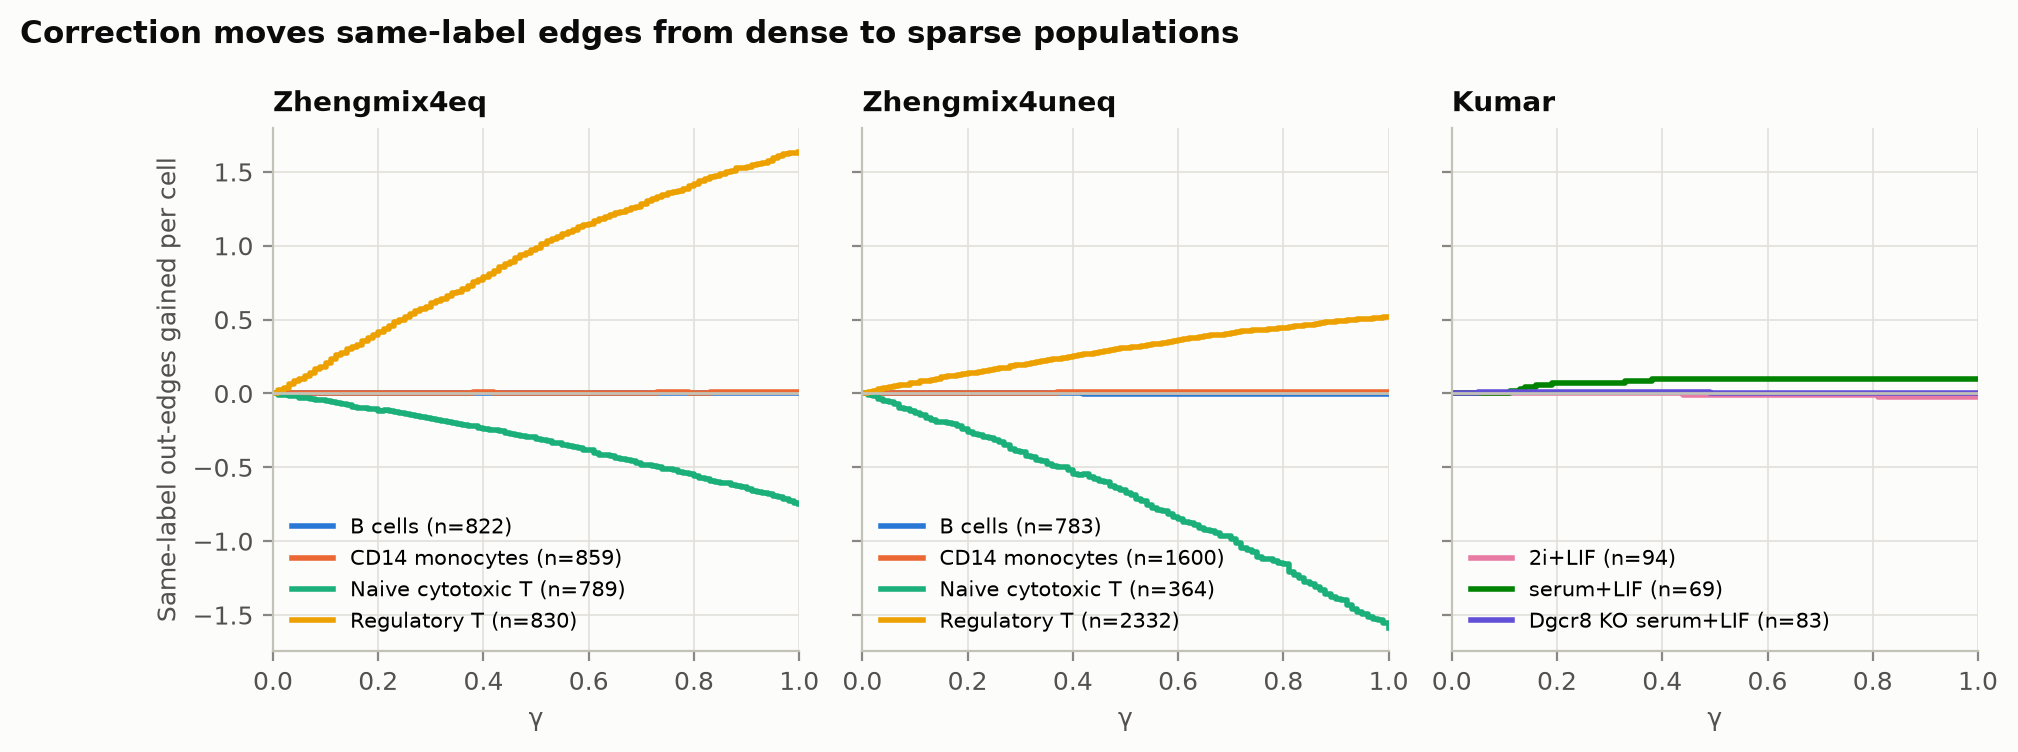 Correction moves same-label edges from dense to sparse populations
Zhengmix4eq
Zhengmix4uneq
Kumar
Same-label out-edges gained per cell
1.5
1.0
0.5
0.0
−0.5
−1.0
−1.5
B cells (n=822)
CD14 monocytes (n=859)
Naive cytotoxic T (n=789)
Regulatory T (n=830)
B cells (n=783)
CD14 monocytes (n=1600)
Naive cytotoxic T (n=364)
Regulatory T (n=2332)
2i+LIF (n=94)
serum+LIF (n=69)
Dgcr8 KO serum+LIF (n=83)
0.0 0.2 0.4 0.6 0.8 1.0
0.0 0.2 0.4 0.6 0.8 1.0
0.0 0.2 0.4 0.6 0.8 1.0
γ
γ
γ